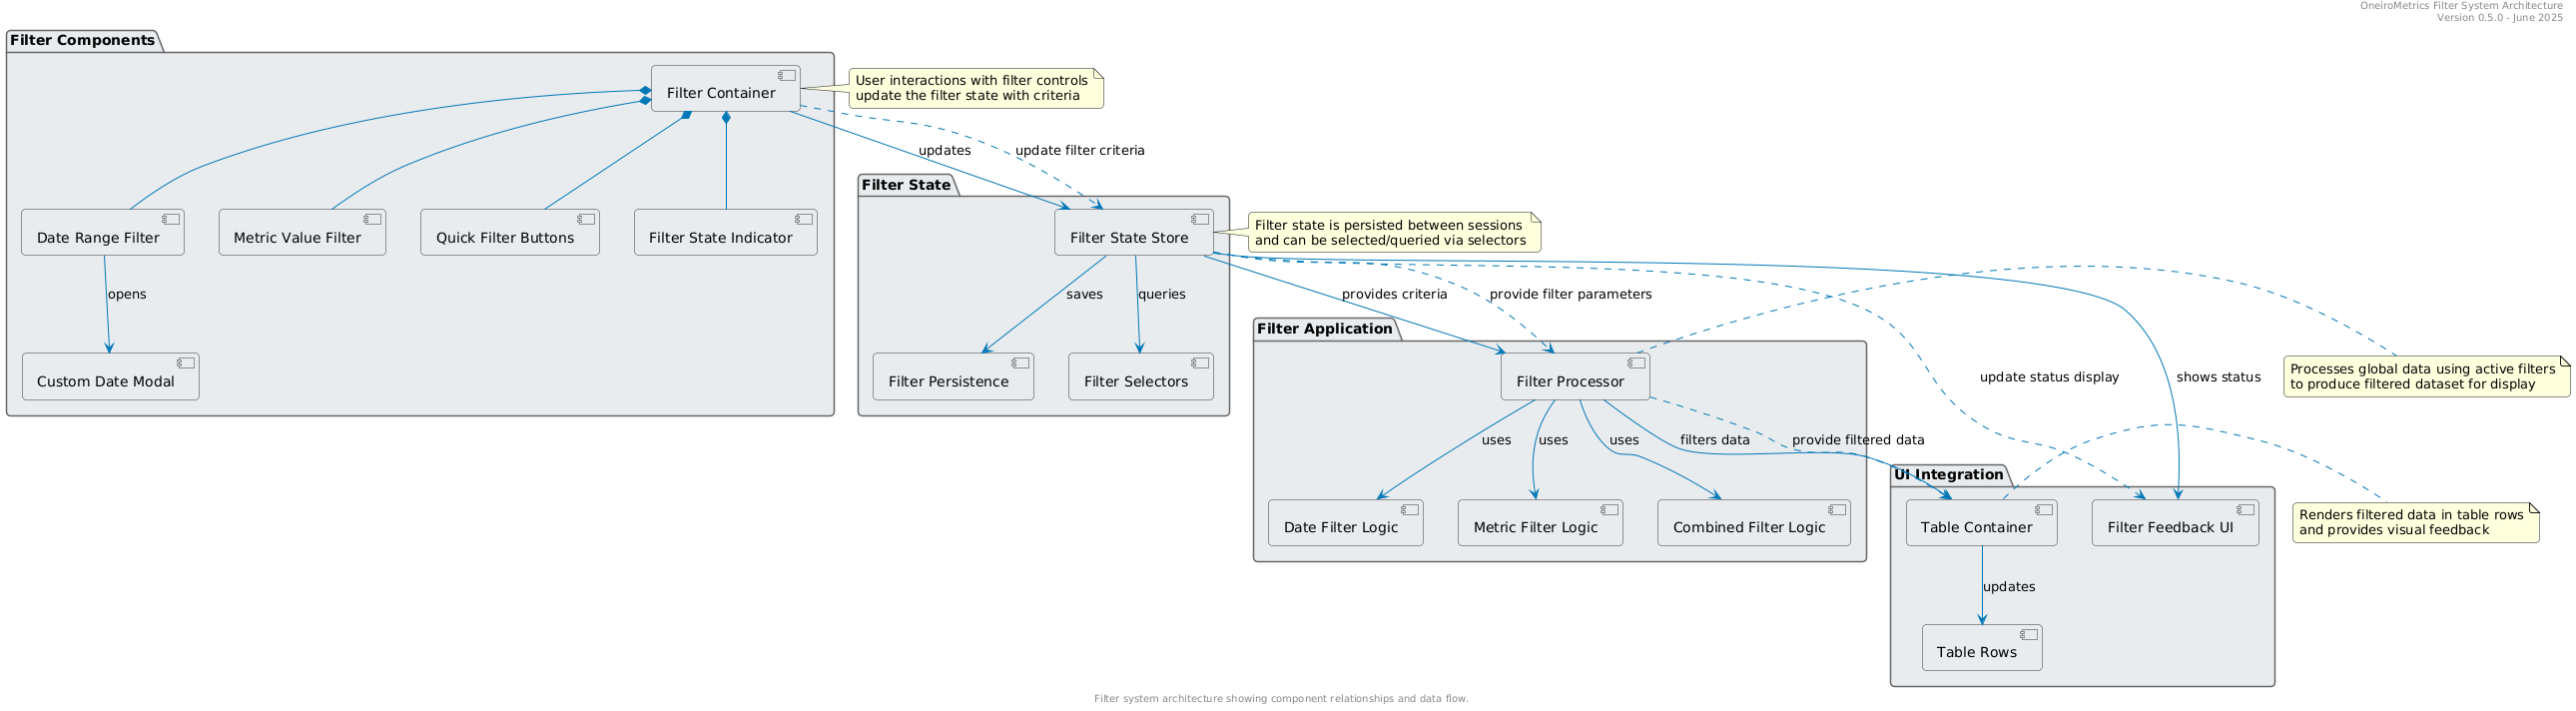 OneiroMetrics Filter System Architecture
Version 0.5.0 - June 2025
Filter Components
Filter Container
User interactions with filter controls
update the filter state with criteria
updates
update filter criteria
Filter State
Date Range Filter
Metric Value Filter
Quick Filter Buttons
Filter State Indicator
Filter State Store
Filter state is persisted between sessions
and can be selected/queried via selectors
opens
saves
queries
provides criteria
provide filter parameters
Filter Application
Custom Date Modal
Filter Persistence
Filter Selectors
Filter Processor
update status display
shows status
Processes global data using active filters
to produce filtered dataset for display
uses
uses
uses
filters data
provide filtered data
UI Integration
Date Filter Logic
Metric Filter Logic
Combined Filter Logic
Table Container
Filter Feedback UI
Renders filtered data in table rows
and provides visual feedback
updates
Table Rows
Filter system architecture showing component relationships and data flow.